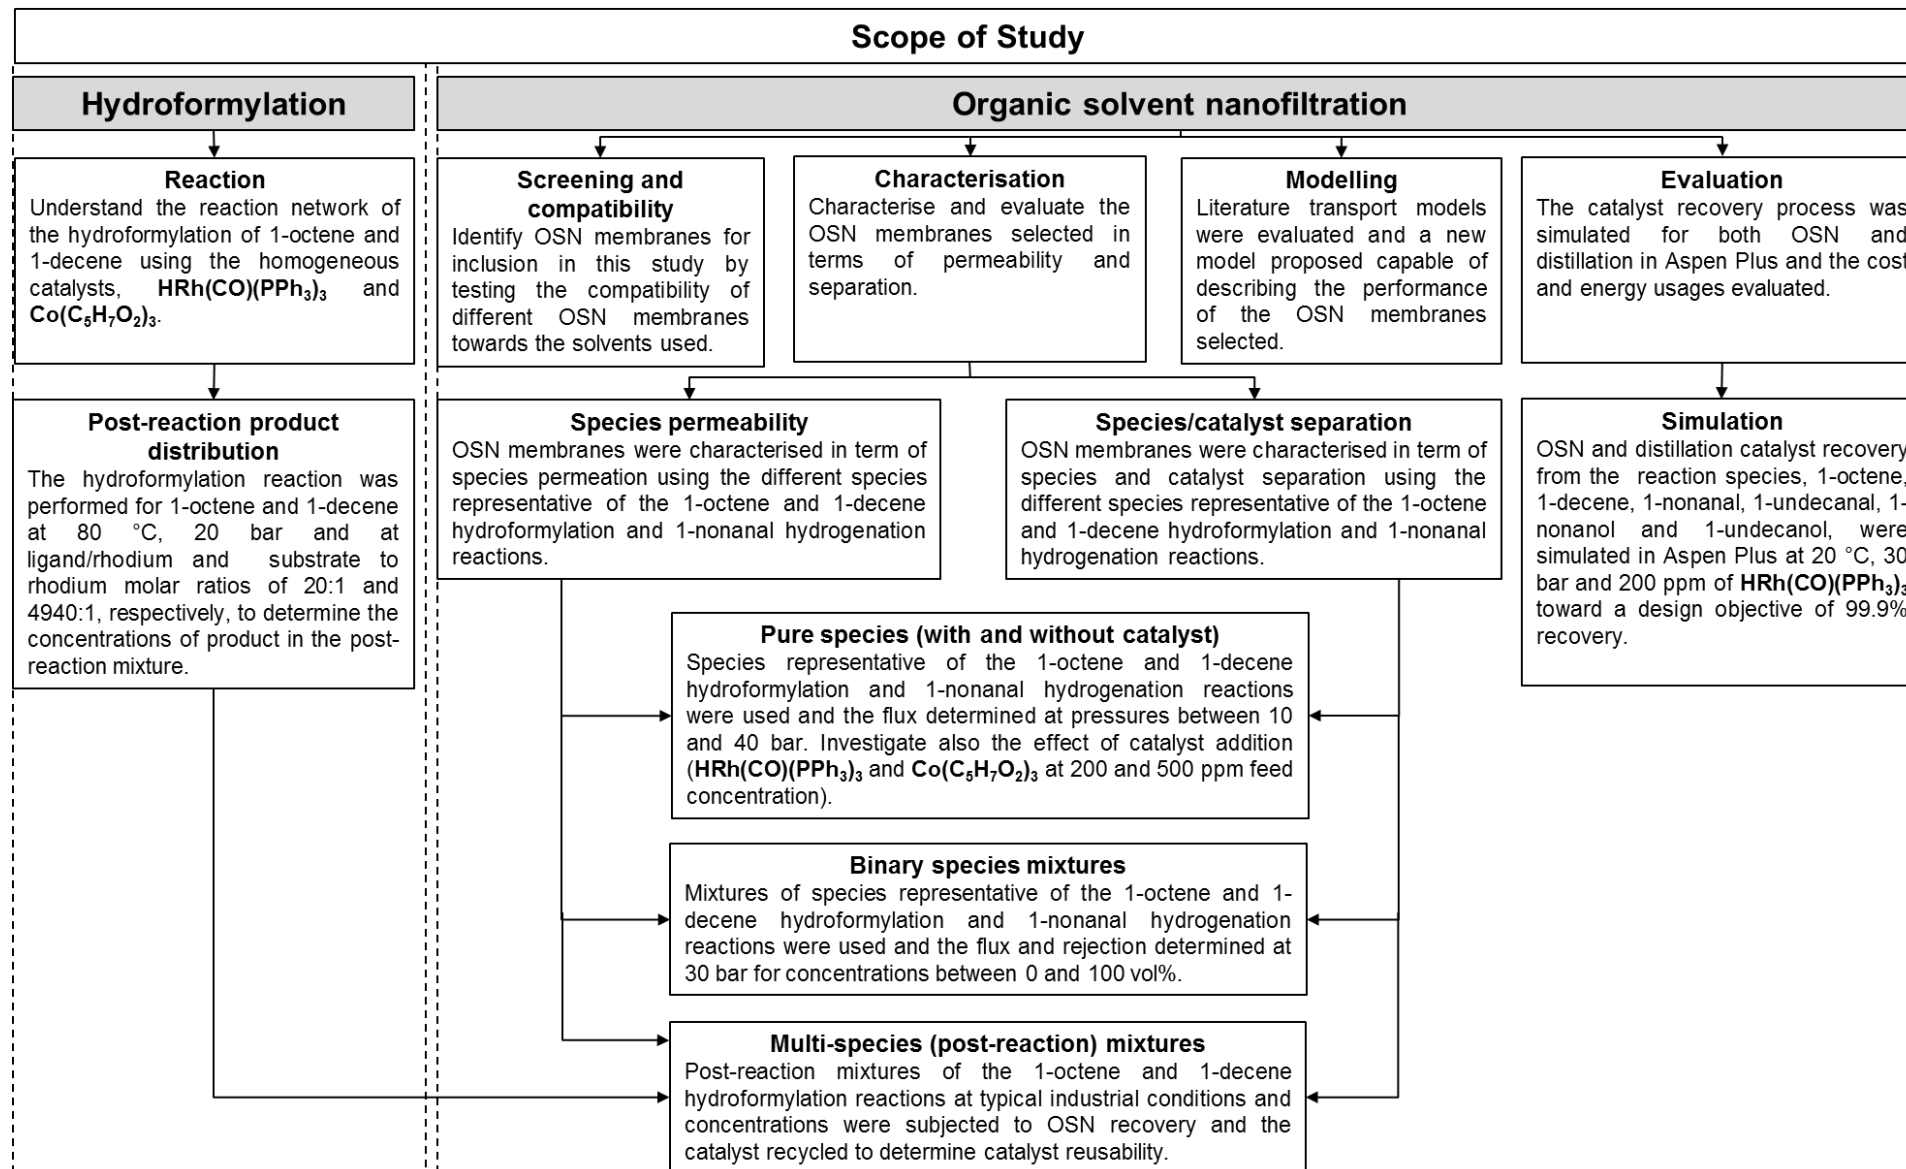 Scope of Study
Hydroformylation
Organic solvent nanofiltration
Reaction
Understand the reaction network of
the hydroformylation of 1-octene and
1-decene using the homogeneous
catalysts, HRh(CO)(PPh₃)₃ and
Co(C₅H₇O₂)₃.
Screening and
compatibility
Identify OSN membranes for
inclusion in this study by
testing the compatibility of
different OSN membranes
towards the solvents used.
Characterisation
Characterise and evaluate the
OSN membranes selected in
terms of permeability and
separation.
Modelling
Literature transport models
were evaluated and a new
model proposed capable of
describing the performance
of the OSN membranes
selected.
Evaluation
The catalyst recovery process was
simulated for both OSN and
distillation in Aspen Plus and the cost
and energy usages evaluated.
Post-reaction product
distribution
The hydroformylation reaction was
performed for 1-octene and 1-decene
at 80 °C, 20 bar and at
ligand/rhodium and substrate to
rhodium molar ratios of 20:1 and
4940:1, respectively, to determine the
concentrations of product in the post-
reaction mixture.
Species permeability
OSN membranes were characterised in term of
species permeation using the different species
representative of the 1-octene and 1-decene
hydroformylation and 1-nonanal hydrogenation
reactions.
Species/catalyst separation
OSN membranes were characterised in term of
species and catalyst separation using the
different species representative of the 1-octene
and 1-decene hydroformylation and 1-nonanal
hydrogenation reactions.
Simulation
OSN and distillation catalyst recovery
from the reaction species, 1-octene,
1-decene, 1-nonanal, 1-undecanal, 1-
nonanol and 1-undecanol, were
simulated in Aspen Plus at 20 °C, 30
bar and 200 ppm of HRh(CO)(PPh₃)₃
toward a design objective of 99.9%
recovery.
Pure species (with and without catalyst)
Species representative of the 1-octene and 1-decene
hydroformylation and 1-nonanal hydrogenation reactions
were used and the flux determined at pressures between 10
and 40 bar. Investigate also the effect of catalyst addition
(HRh(CO)(PPh₃)₃ and Co(C₅H₇O₂)₃ at 200 and 500 ppm feed
concentration).
Binary species mixtures
Mixtures of species representative of the 1-octene and 1-
decene hydroformylation and 1-nonanal hydrogenation
reactions were used and the flux and rejection determined at
30 bar for concentrations between 0 and 100 vol%.
Multi-species (post-reaction) mixtures
Post-reaction mixtures of the 1-octene and 1-decene
hydroformylation reactions at typical industrial conditions and
concentrations were subjected to OSN recovery and the
catalyst recycled to determine catalyst reusability.